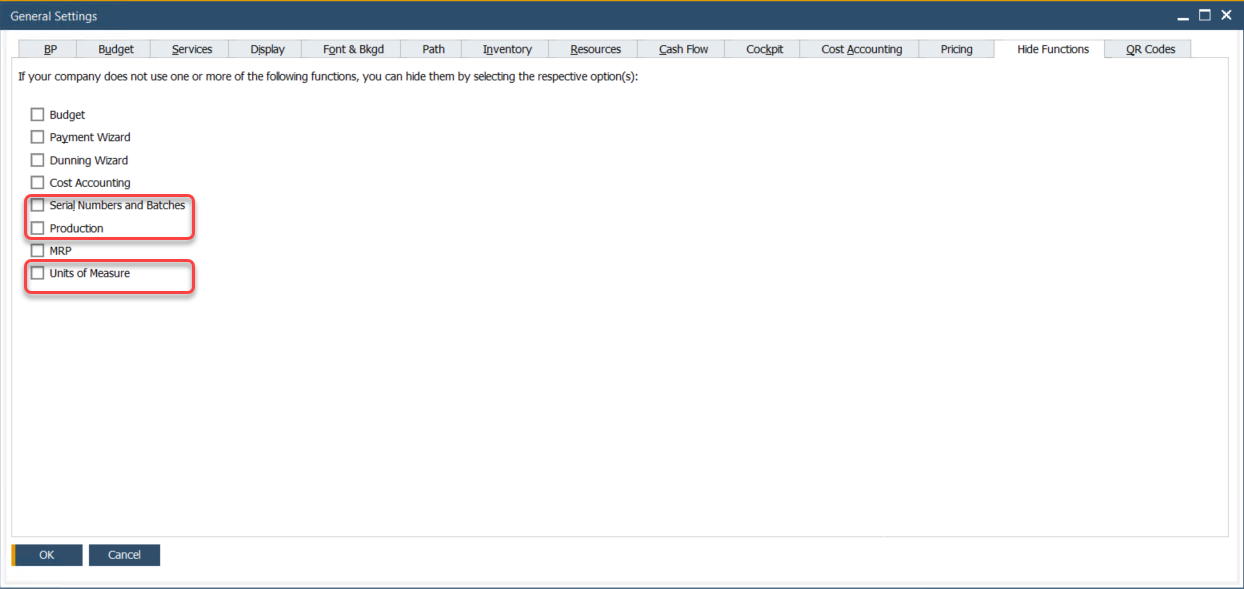 General Settings
BP Budget Services Display Font & Bkgd Path Inventory Resources Cash Flow Cockpit Cost Accounting Pricing Hide Functions QR Codes
If your company does not use one or more of the following functions, you can hide them by selecting the respective option(s):
Budget
Payment Wizard
Dunning Wizard
Cost Accounting
Serial Numbers and Batches
Production
MRP
Units of Measure
OK Cancel